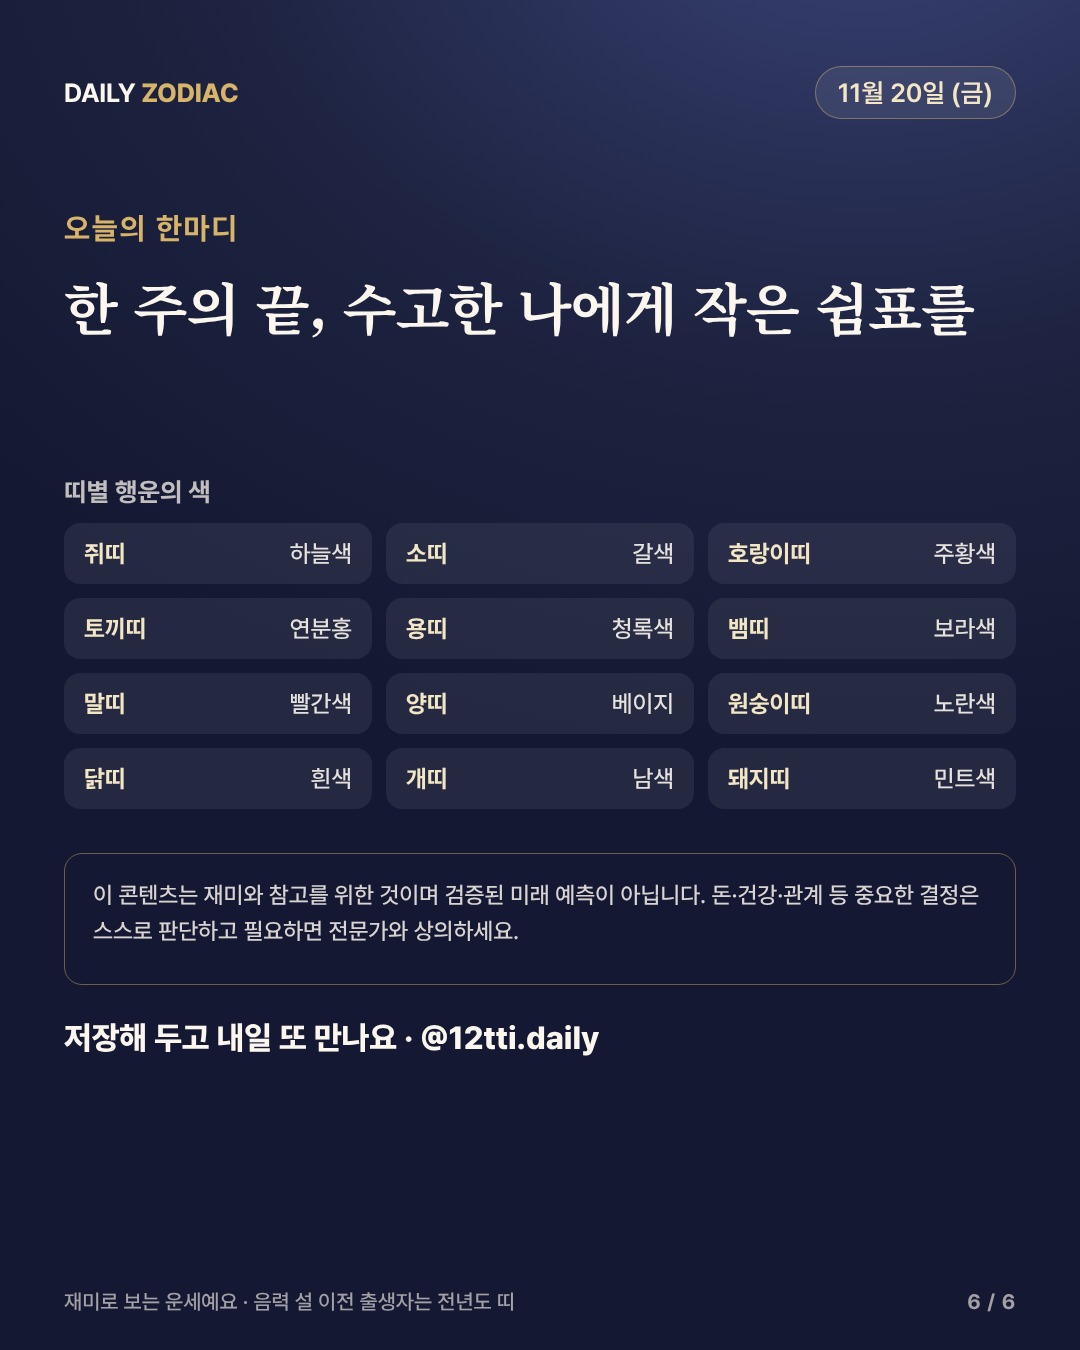 DAILY ZODIAC
11월 20일 (금)
오늘의 한마디
한 주의 끝, 수고한 나에게 작은 쉼표를
띠별 행운의 색
쥐띠 하늘색
소띠 갈색
호랑이띠 주황색
토끼띠 연분홍
용띠 청록색
뱀띠 보라색
말띠 빨간색
양띠 베이지
원숭이띠 노란색
닭띠 흰색
개띠 남색
돼지띠 민트색
이 콘텐츠는 재미와 참고를 위한 것이며 검증된 미래 예측이 아닙니다. 돈·건강·관계 등 중요한 결정은
스스로 판단하고 필요하면 전문가와 상의하세요.
저장해 두고 내일 또 만나요 · @12tti.daily
재미로 보는 운세예요 · 음력 설 이전 출생자는 전년도 띠
6 / 6